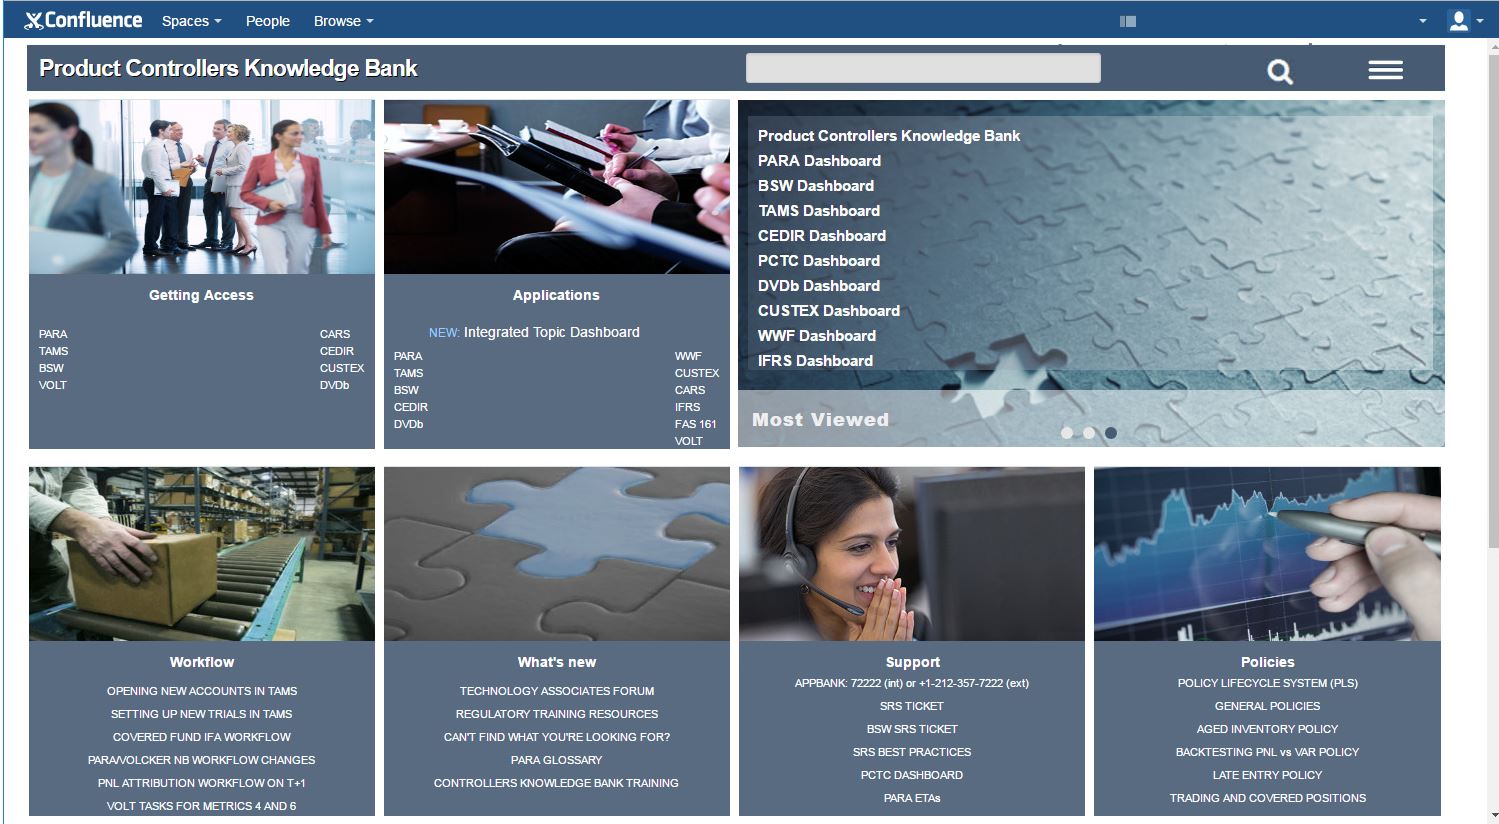 Confluence Spaces People Browse
Product Controllers Knowledge Bank
Getting Access
PARA
TAMS
BSW
VOLT
CARS
CEDIR
CUSTEX
DVDb
Applications
NEW: Integrated Topic Dashboard
PARA
TAMS
BSW
CEDIR
DVDb
WWF
CUSTEX
CARS
IFRS
FAS 161
VOLT
Product Controllers Knowledge Bank
PARA Dashboard
BSW Dashboard
TAMS Dashboard
CEDIR Dashboard
PCTC Dashboard
DVDb Dashboard
CUSTEX Dashboard
WWF Dashboard
IFRS Dashboard
Most Viewed
Workflow
OPENING NEW ACCOUNTS IN TAMS
SETTING UP NEW TRIALS IN TAMS
COVERED FUND IFA WORKFLOW
PARA/VOLCKER NB WORKFLOW CHANGES
PNL ATTRIBUTION WORKFLOW ON T+1
VOLT TASKS FOR METRICS 4 AND 6
What's new
TECHNOLOGY ASSOCIATES FORUM
REGULATORY TRAINING RESOURCES
CAN'T FIND WHAT YOU'RE LOOKING FOR?
PARA GLOSSARY
CONTROLLERS KNOWLEDGE BANK TRAINING
Support
APPBANK: 72222 (int) or +1-212-357-7222 (ext)
SRS TICKET
BSW SRS TICKET
SRS BEST PRACTICES
PCTC DASHBOARD
PARA ETAs
Policies
POLICY LIFECYCLE SYSTEM (PLS)
GENERAL POLICIES
AGED INVENTORY POLICY
BACKTESTING PNL vs VAR POLICY
LATE ENTRY POLICY
TRADING AND COVERED POSITIONS